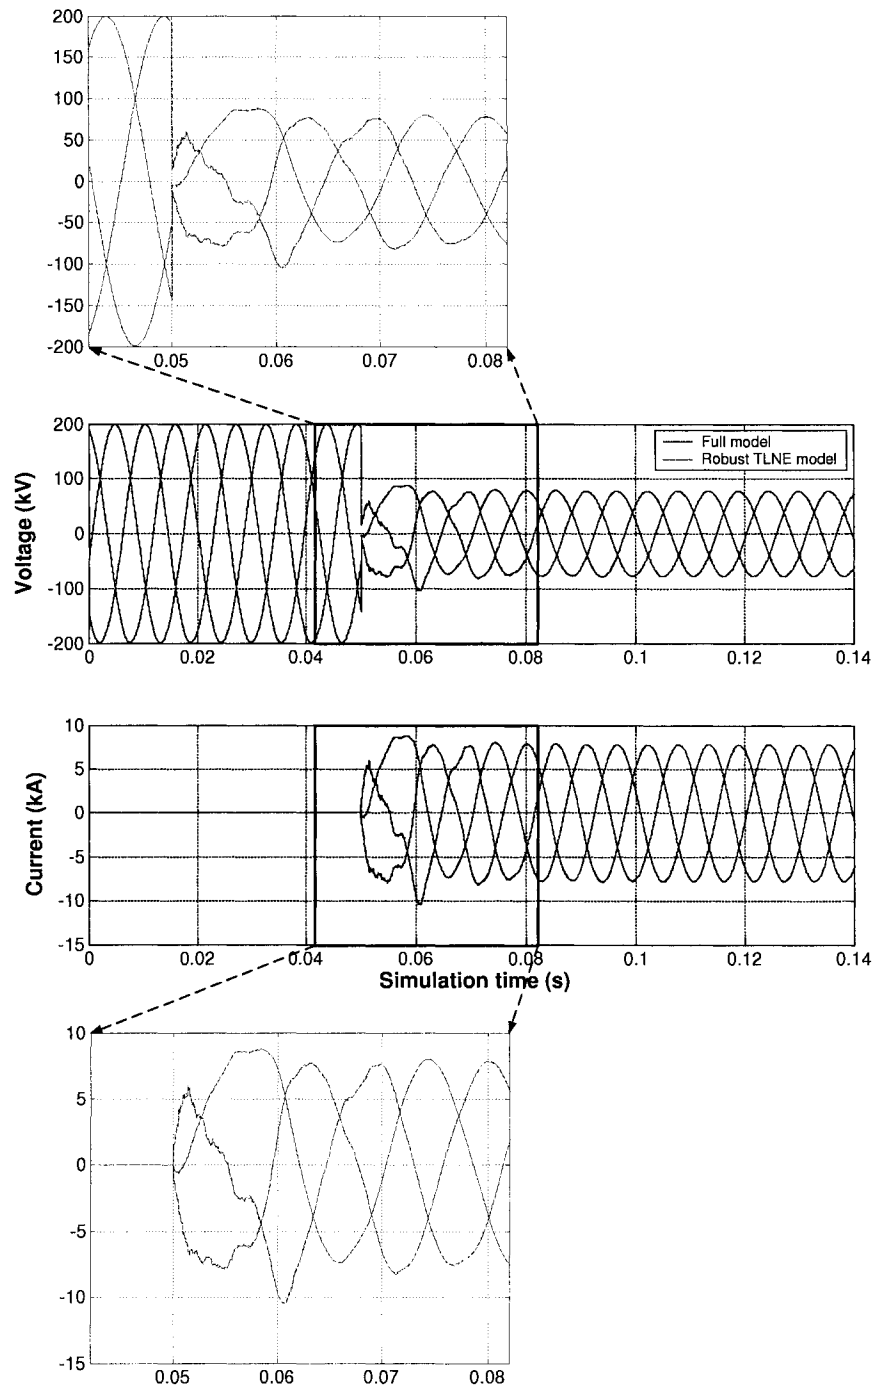 200
150
100
50
0
-50
-100
-150
-200
0.05 0.06 0.07 0.08
200
100
0
-100
-200
Voltage (kV)
Full model
Robust TLNE model
0 0.02 0.04 0.06 0.08 0.1 0.12 0.14
10
5
0
-5
-10
-15
Current (kA)
0 0.02 0.04 0.06 0.08 0.1 0.12 0.14
Simulation time (s)
10
5
0
-5
-10
-15
0.05 0.06 0.07 0.08